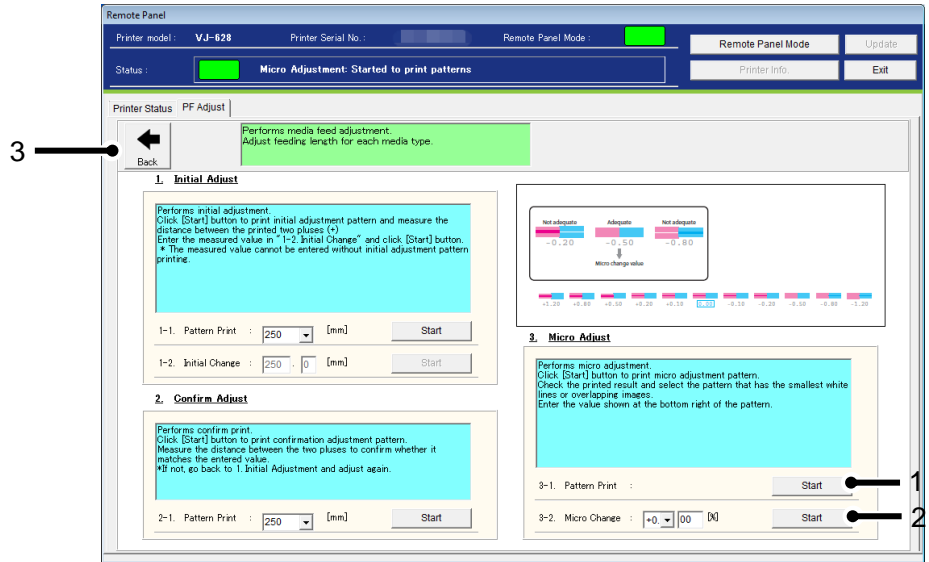 Remote Panel
Printer model : VJ-628 Printer Serial No. : Remote Panel Mode : Remote Panel Mode Update
Status : Micro Adjustment: Started to print patterns Printer Info. Exit
Printer Status PF Adjust
3
Back
Performs media feed adjustment.
Adjust feeding length for each media type.
1. Initial Adjust
Performs initial adjustment.
Click [Start] button to print initial adjustment pattern and measure the
distance between the printed two pluses (+)
Enter the measured value in "1-2. Initial Change" and click [Start] button.
* The measured value cannot be entered without initial adjustment pattern
printing.
1-1. Pattern Print : 250 [mm] Start
1-2. Initial Change : 250 . 0 [mm] Start
2. Confirm Adjust
Performs confirm print.
Click [Start] button to print confirmation adjustment pattern.
Measure the distance between the two pluses to confirm whether it
matches the entered value.
*If not, go back to 1. Initial Adjustment and adjust again.
2-1. Pattern Print : 250 [mm] Start
Not adequate Adequate Not adequate
-0.20 -0.50 -0.80
Micro change value
+1.20 +0.80 +0.50 +0.20 +0.10 0.00 -0.10 -0.20 -0.50 -0.80 -1.20
3. Micro Adjust
Performs micro adjustment.
Click [Start] button to print micro
adjustment pattern.
Check the printed result and select the pattern that has the smallest white
lines or overlapping images.
Enter the value shown at the bottom right of the pattern.
3-1. Pattern Print : Start 1
3-2. Micro Change : +0. 00 [%] Start 2